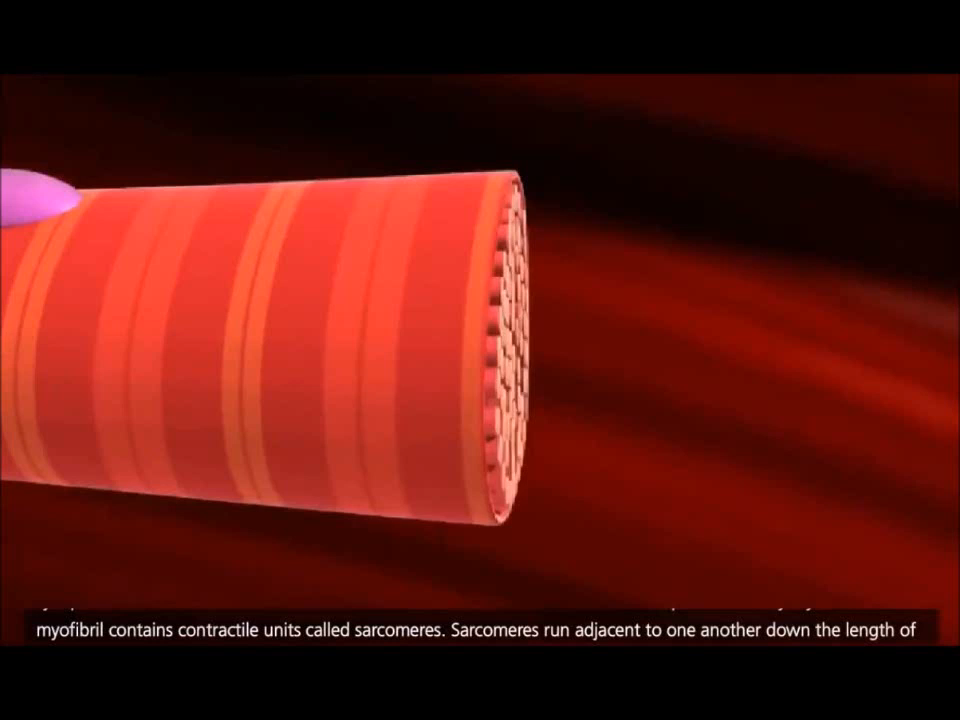 myofibril contains contractile units called sarcomeres. Sarcomeres run adjacent to one another down the length of